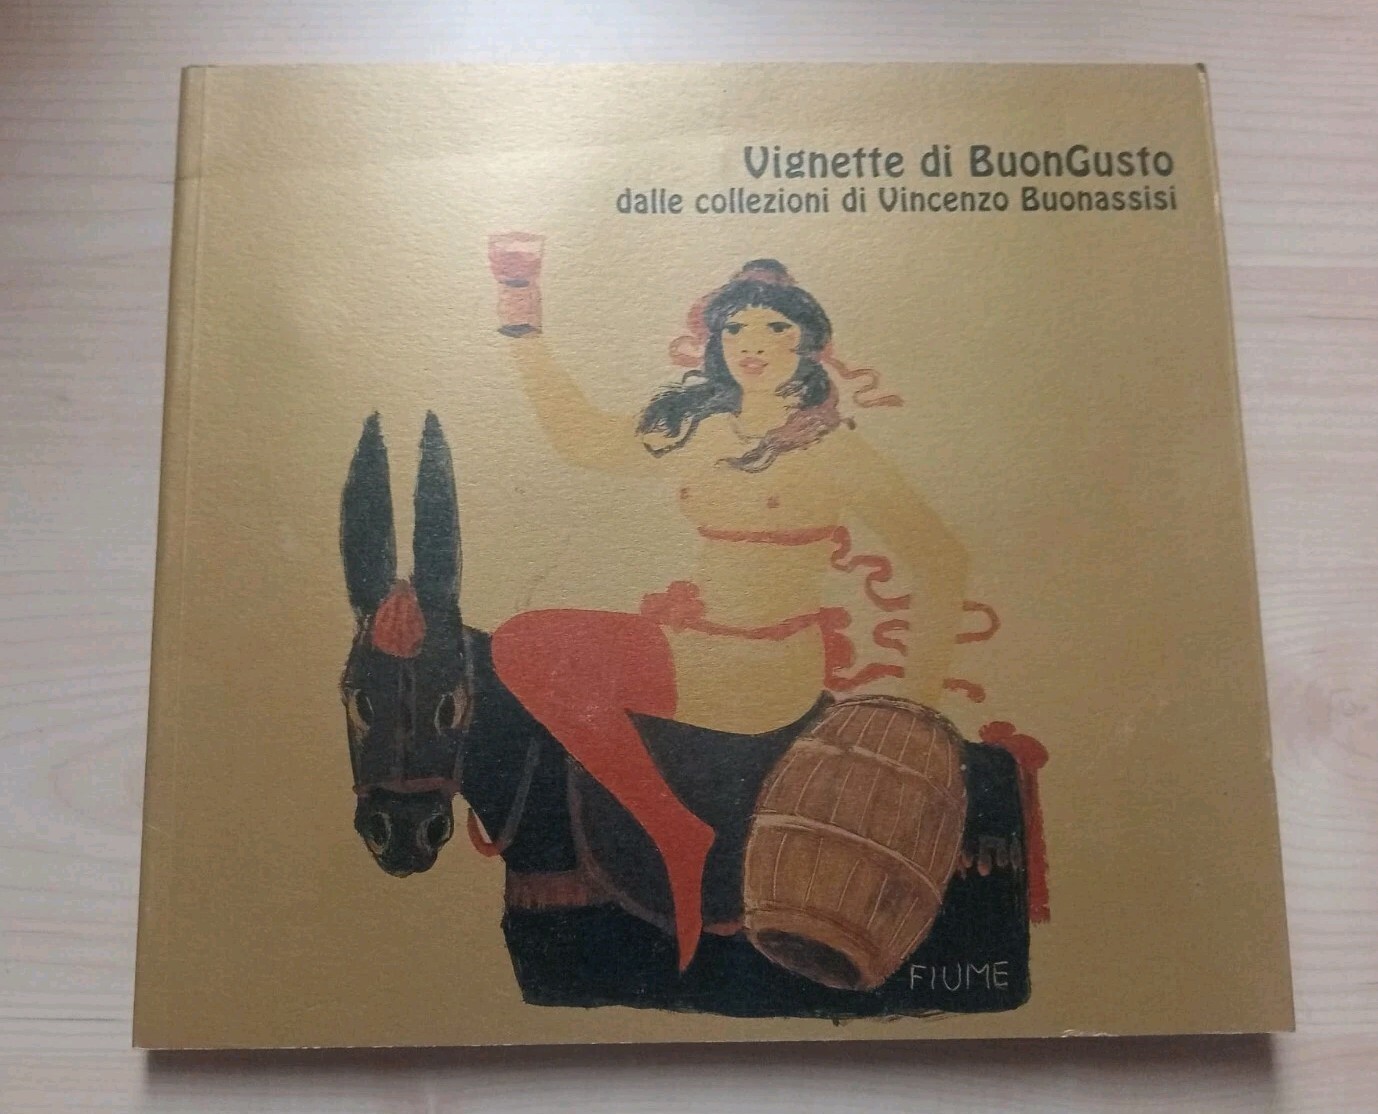 Vignette di BuonGusto
dalle collezioni di Vincenzo Buonassisi
FIUME